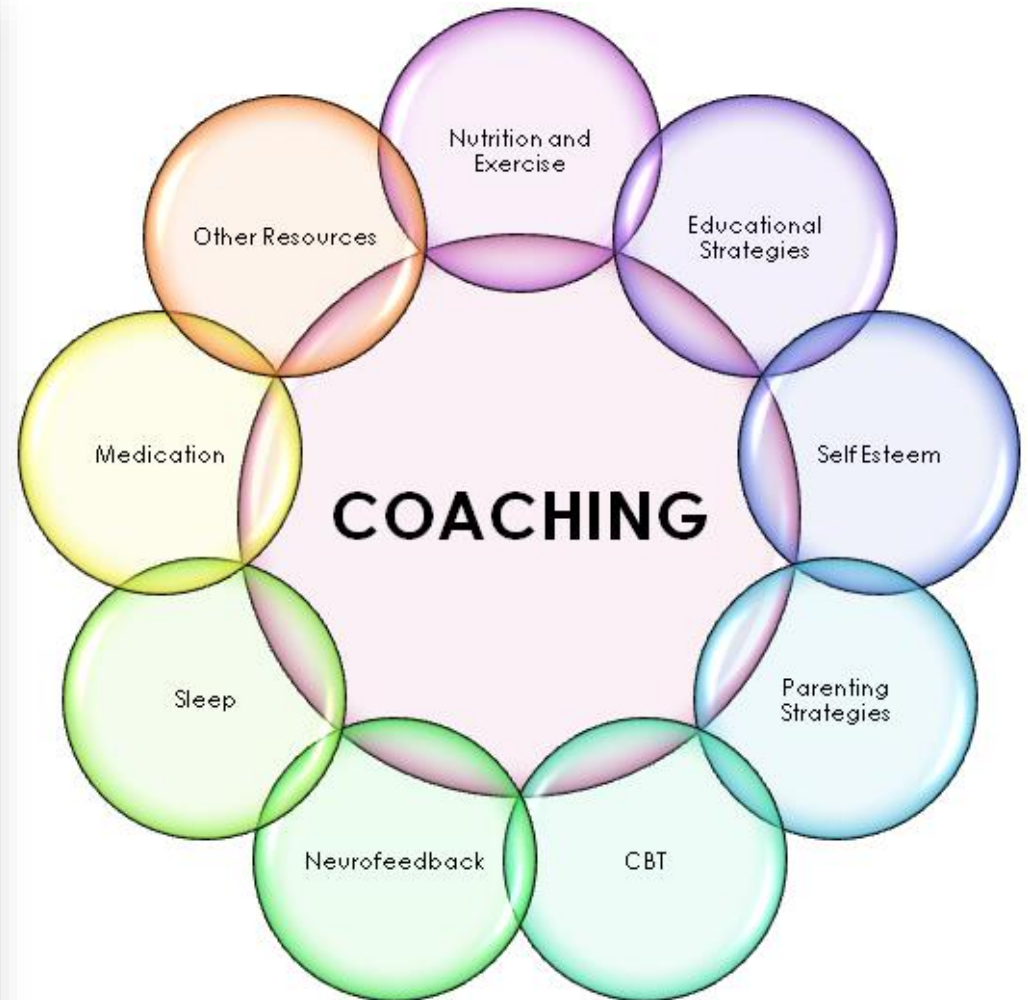 Nutrition and
Exercise
Educational
Strategies
Other Resources
Self Esteem
Medication
COACHING
Parenting
Strategies
Sleep
CBT
Neurofeedback